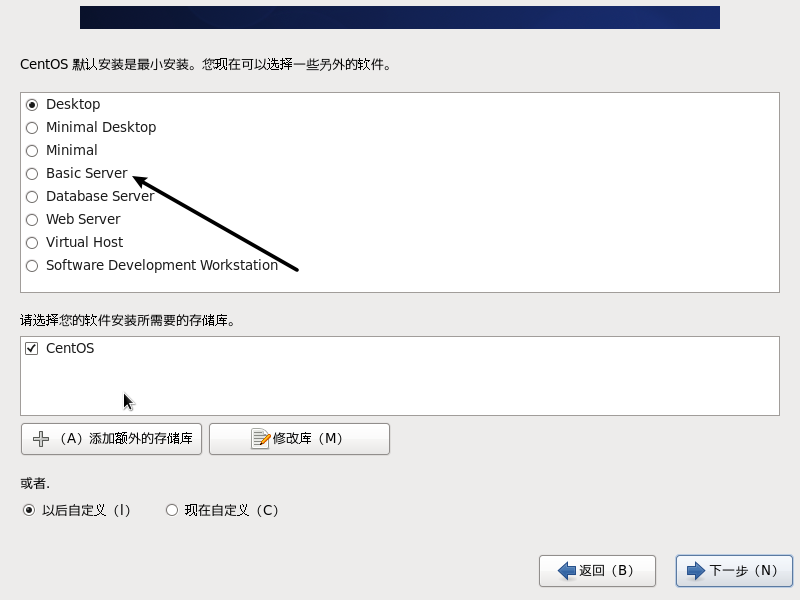 CentOS 默认安装是最小安装。您现在可以选择一些另外的软件。
Desktop
Minimal Desktop
Minimal
Basic Server
Database Server
Web Server
Virtual Host
Software Development Workstation
请选择您的软件安装所需要的存储库。
CentOS
（A）添加额外的存储库 修改库（M）
或者.
以后自定义（l） 现在自定义（C）
返回（B） 下一步（N）